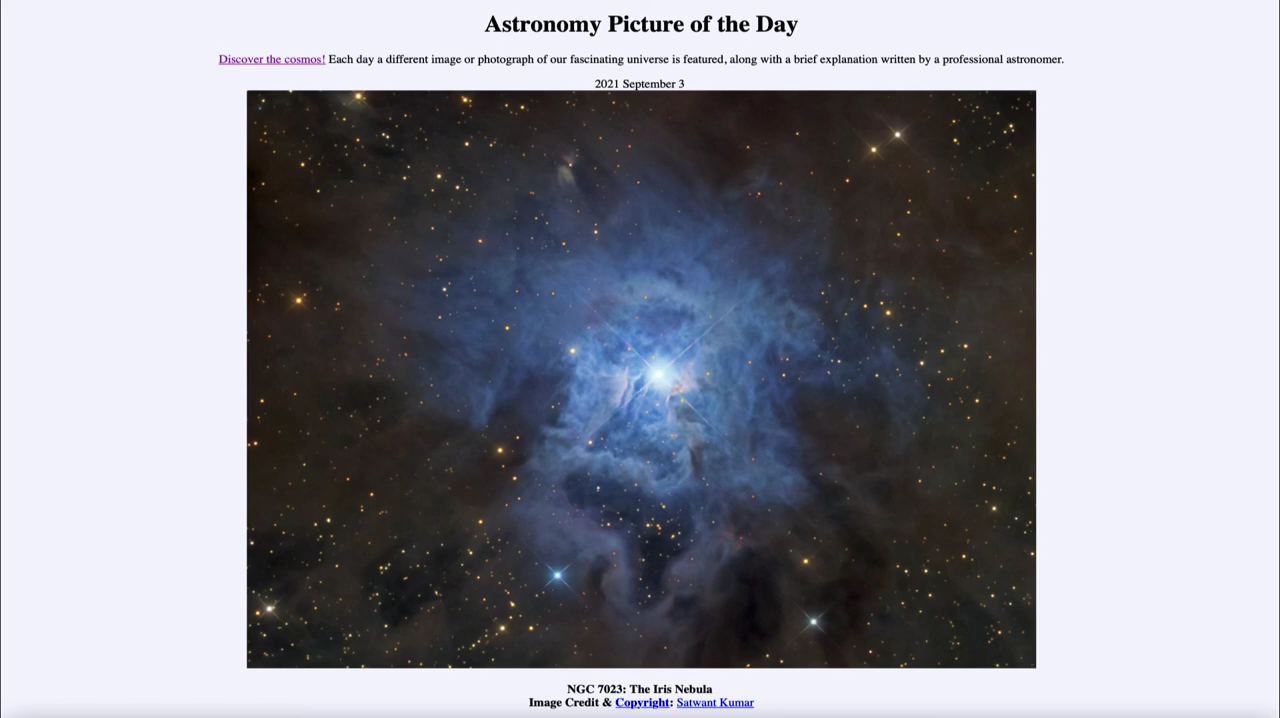 Astronomy Picture of the Day
Discover the cosmos! Each day a different image or photograph of our fascinating universe is featured, along with a brief explanation written by a professional astronomer.
2021 September 3
NGC 7023: The Iris Nebula
Image Credit & Copyright: Satwant Kumar